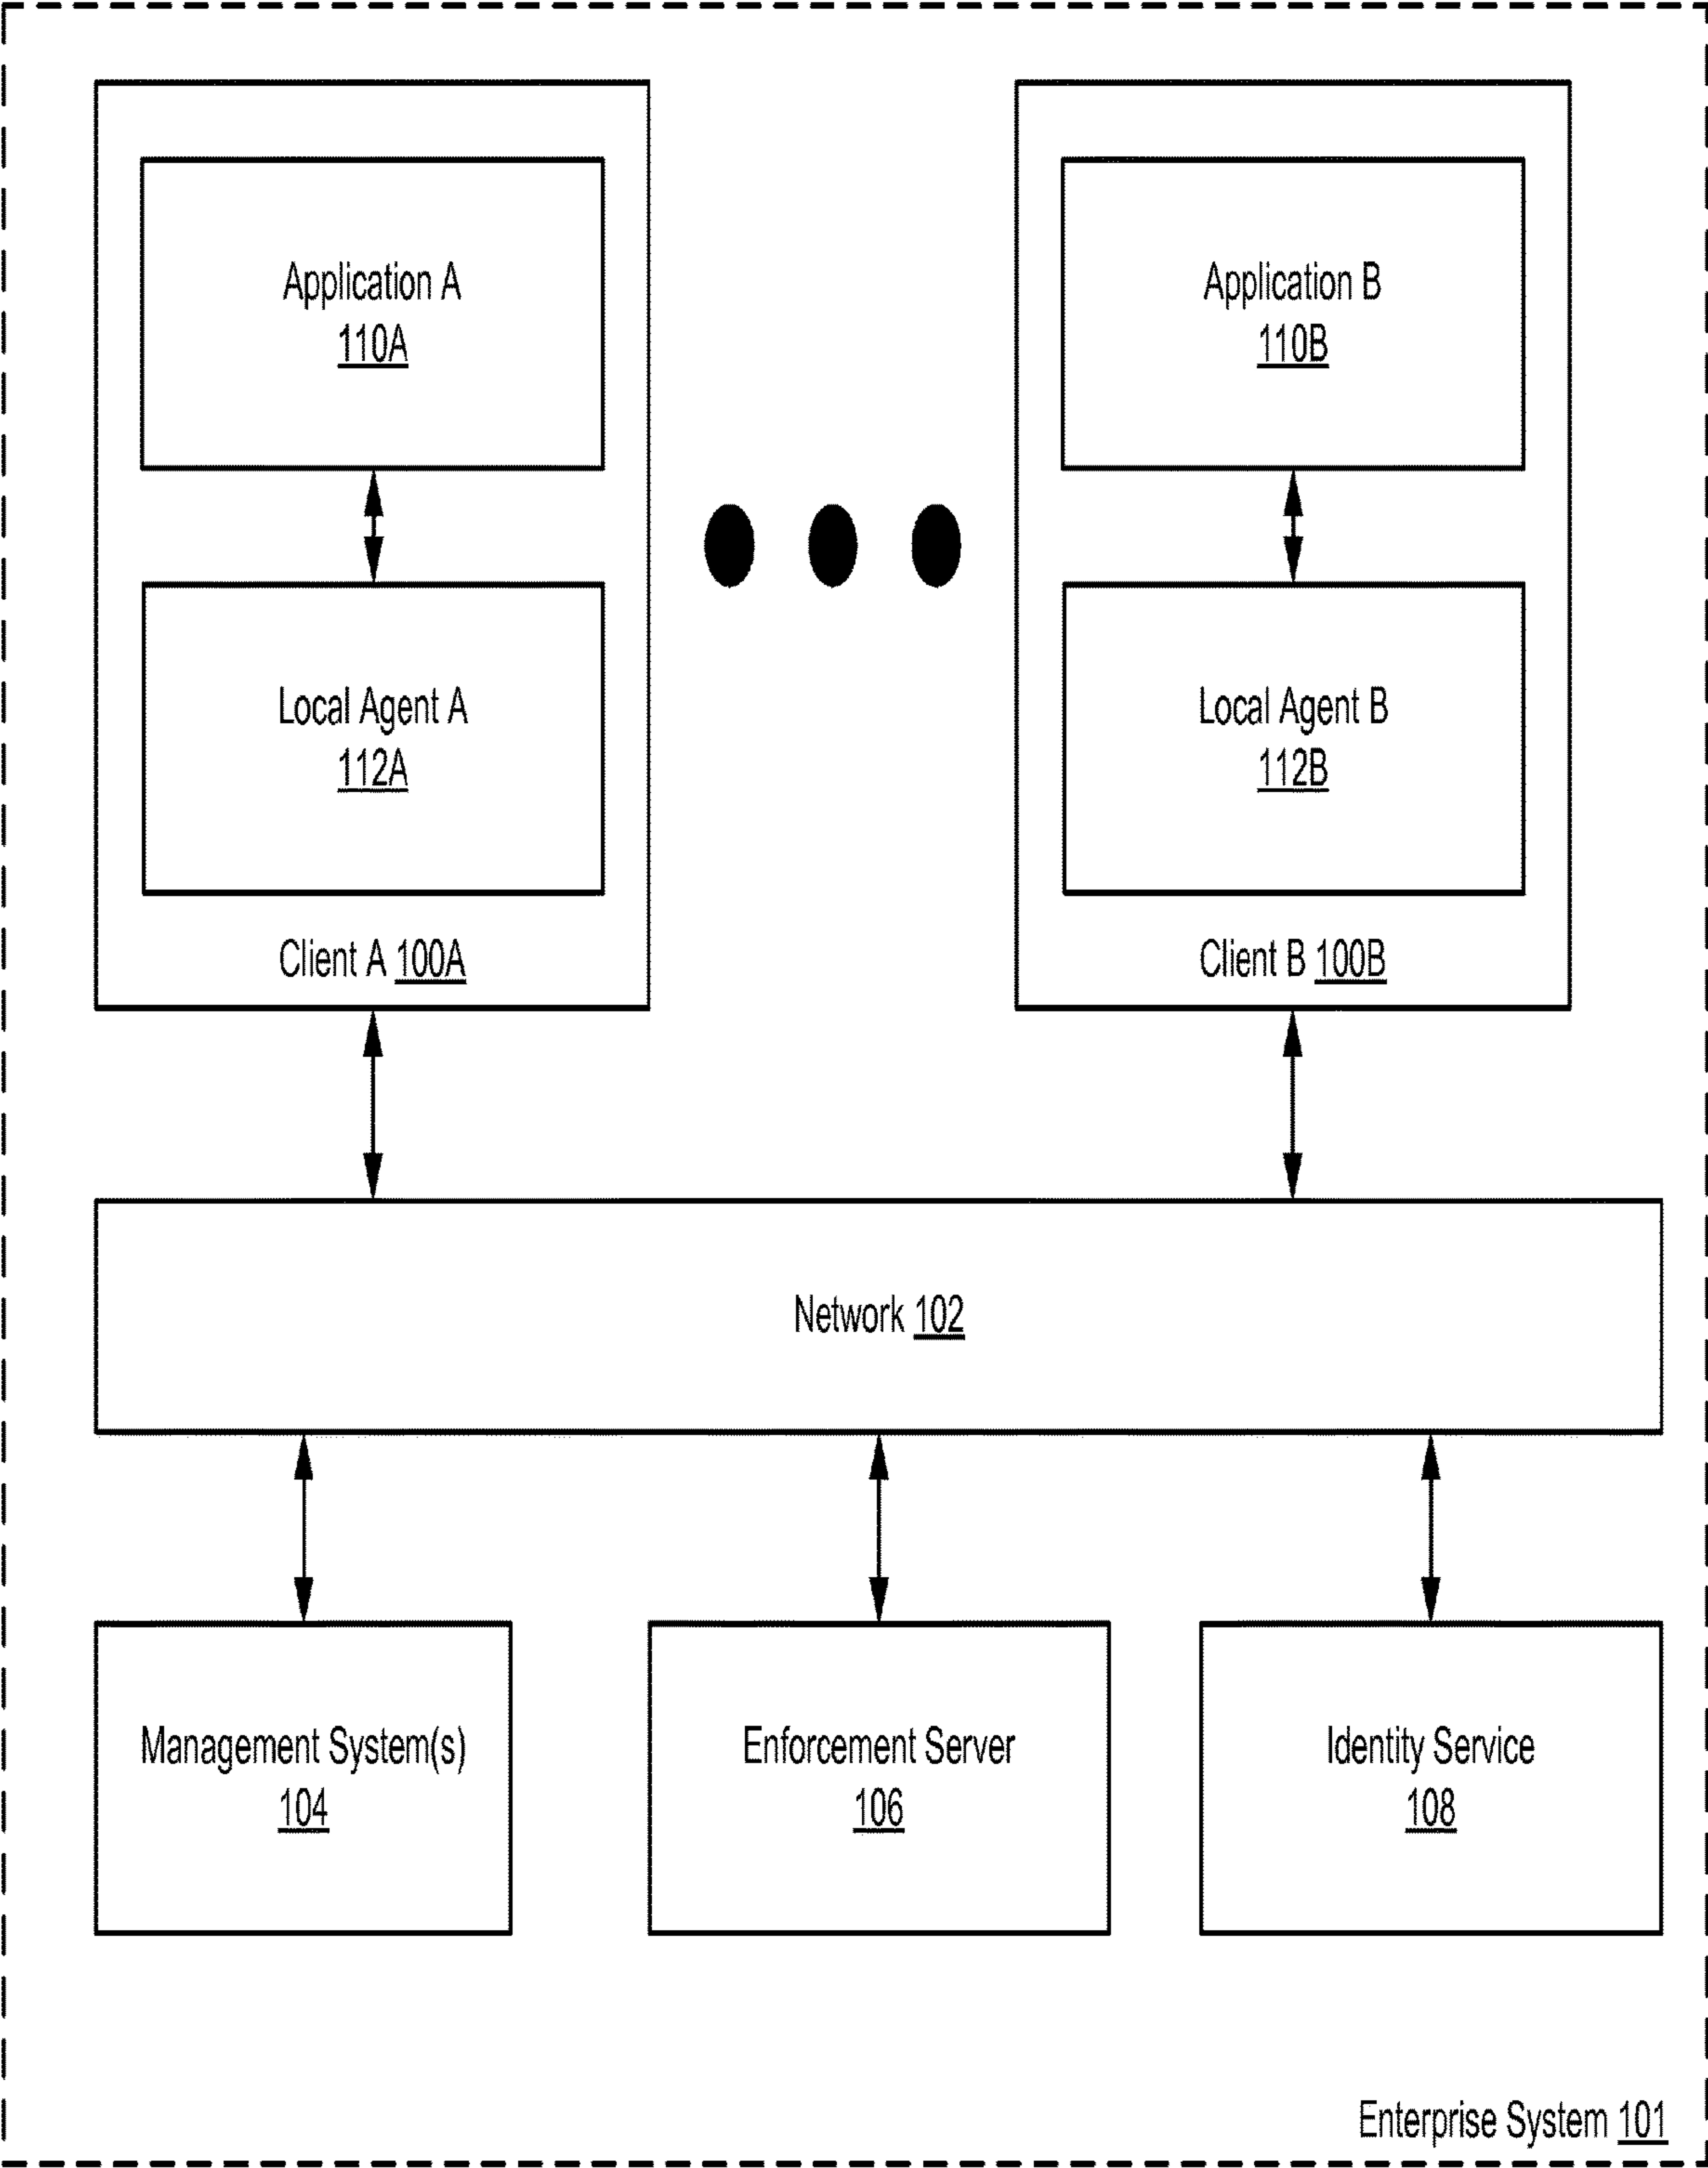 Application A
110A
Application B
110B
Local Agent A
112A
Local Agent B
112B
Client A 100A
Client B 100B
Network 102
Management System(s)
104
Enforcement Server
106
Identity Service
108
Enterprise System 101